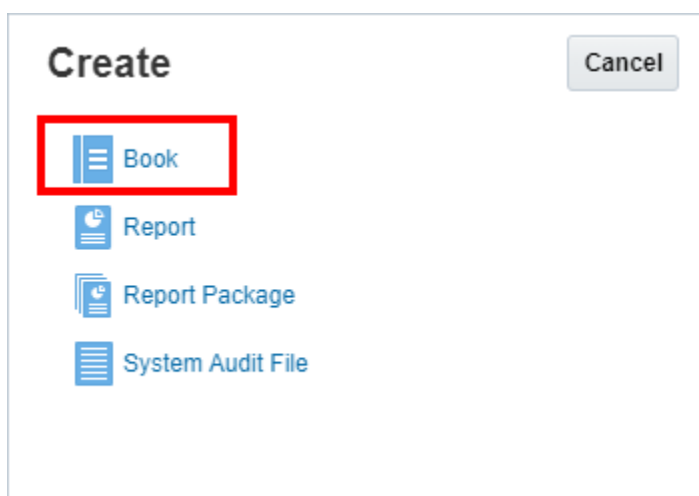 Create
Cancel
Book
Report
Report Package
System Audit File